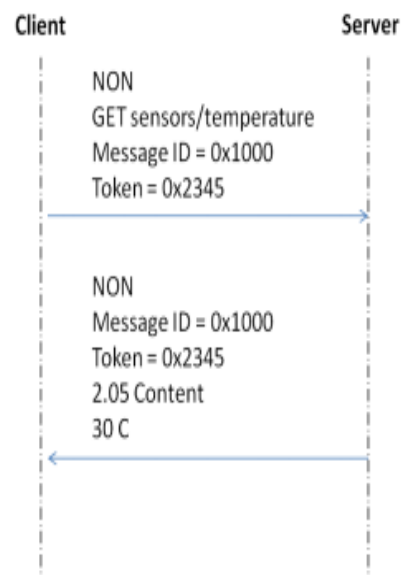 Client Server
NON
GET sensors/temperature
Message ID = 0x1000
Token = 0x2345
NON
Message ID = 0x1000
Token = 0x2345
2.05 Content
30 C